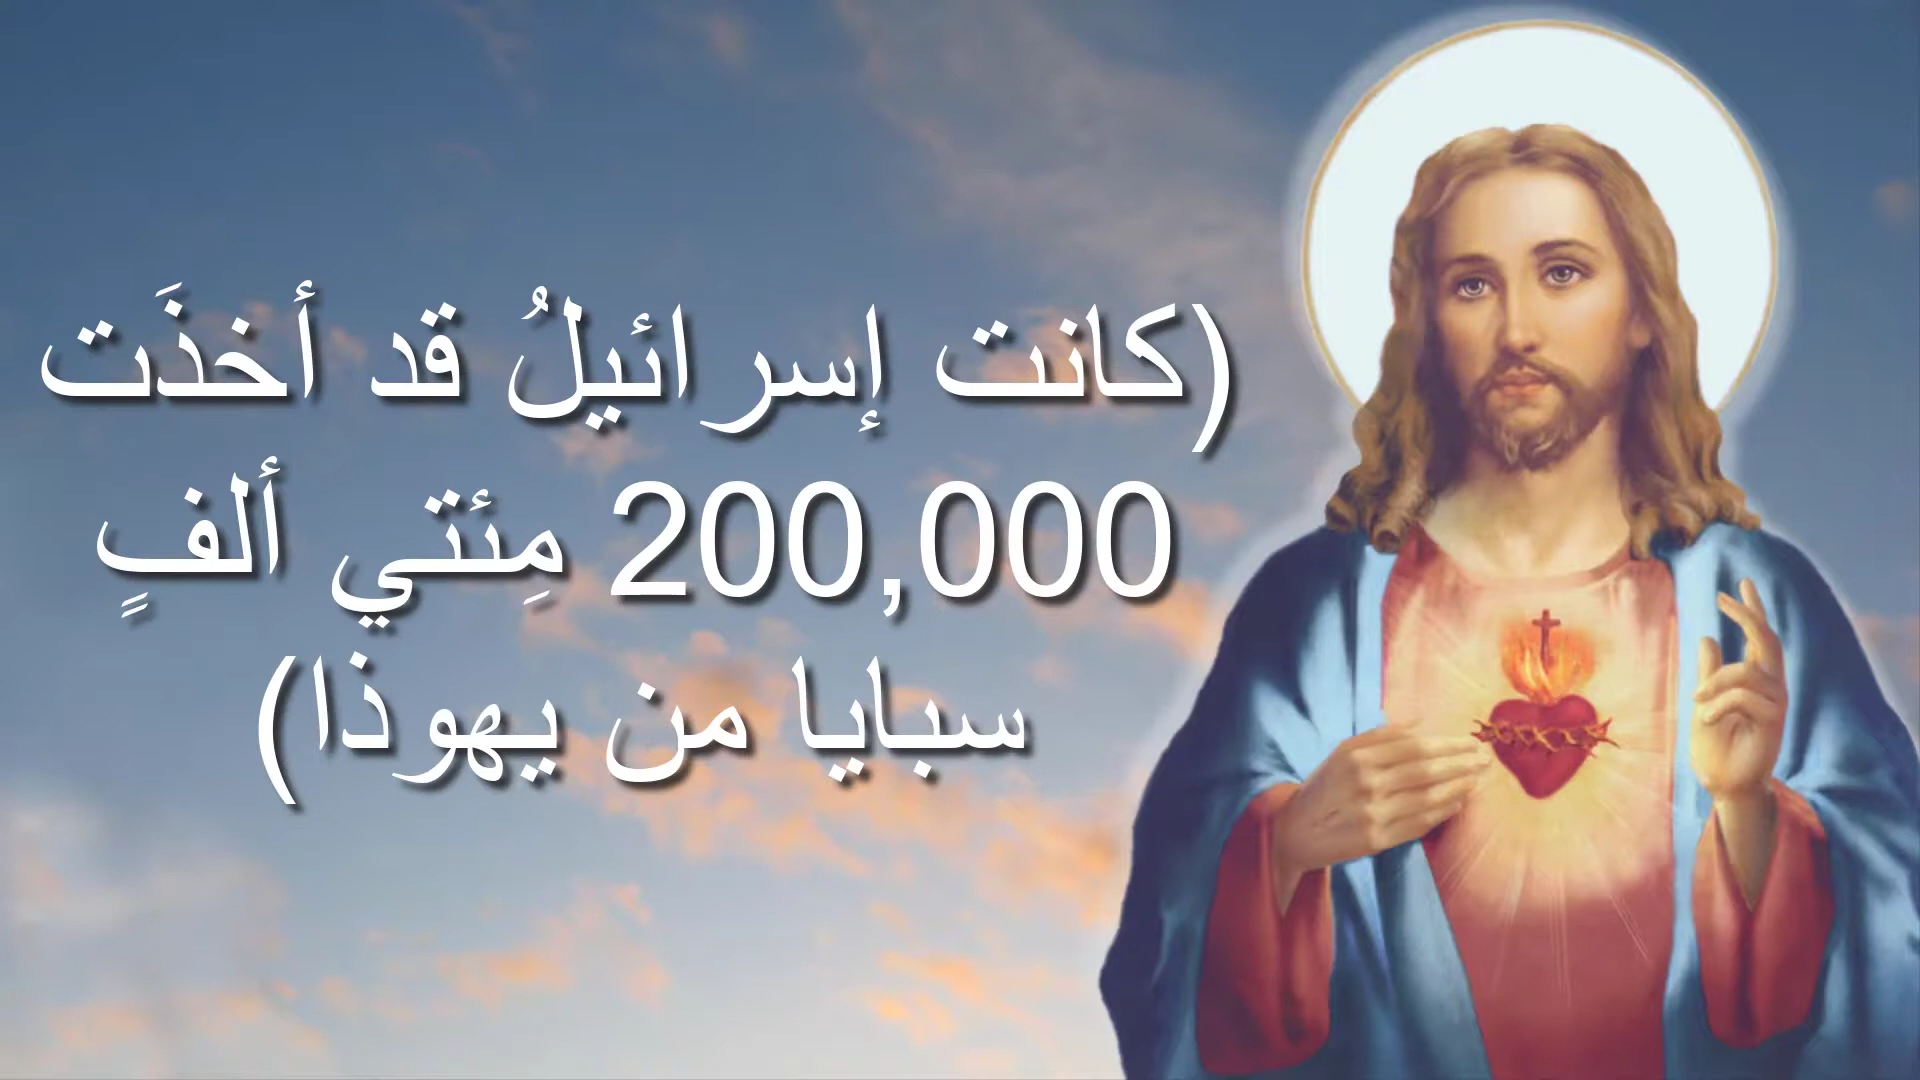 (كانت إسرائيلُ قد أخذَت
200,000 مِئتي ألفٍ
سبايا من يهوذا)